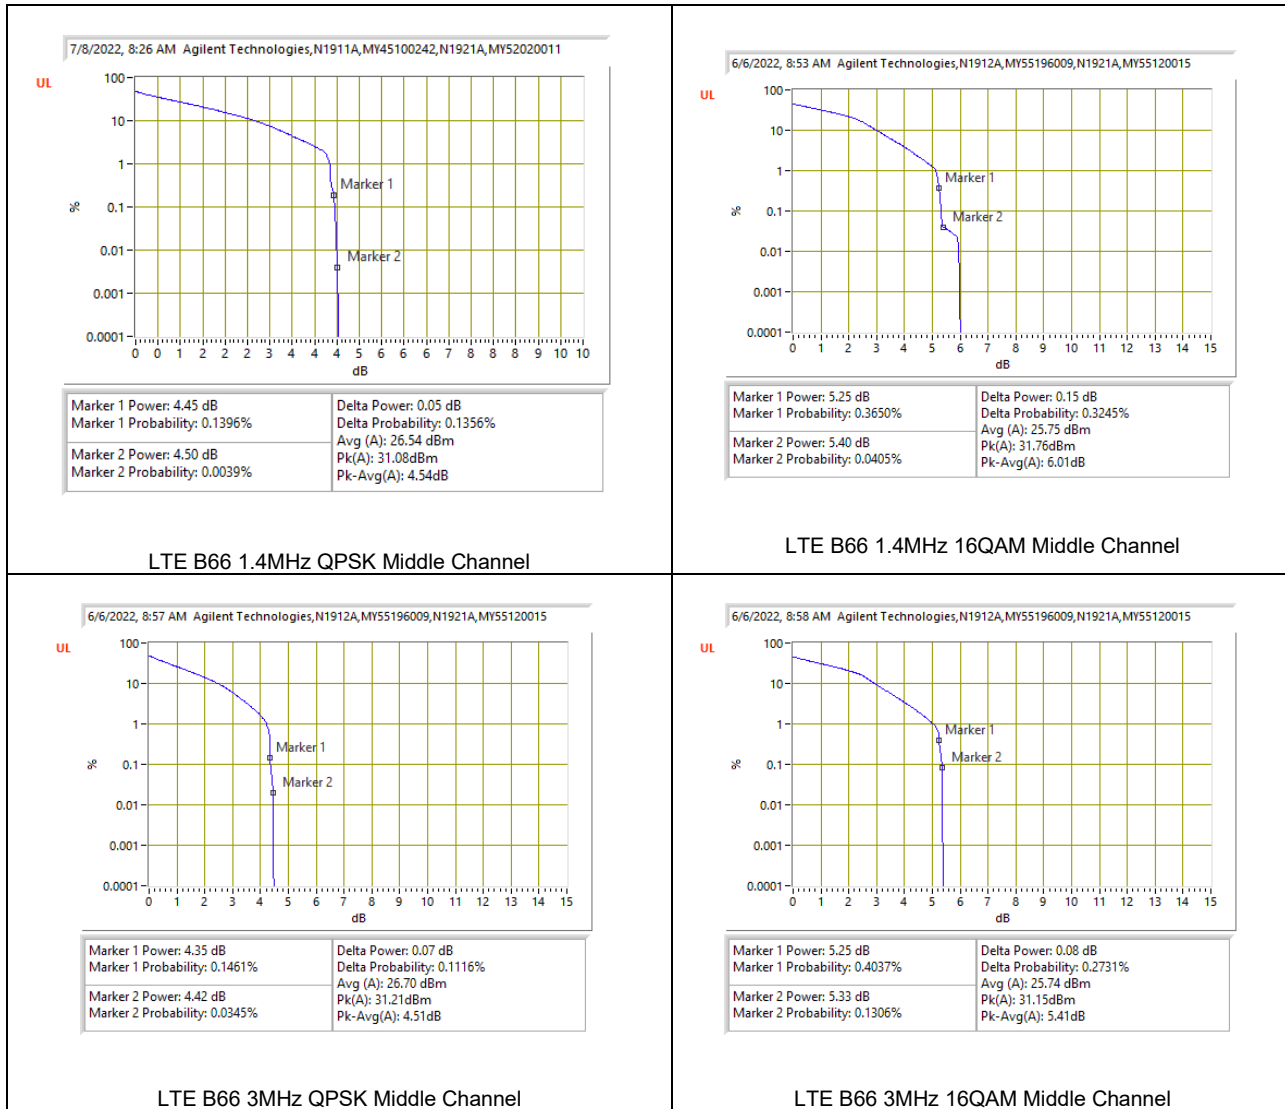 7/8/2022, 8:26 AM Agilent Technologies,N1911A,MY45100242,N1921A,MY52020011
UL
100
10
1
0.1
0.01
0.001
0.0001
%
Marker 1
Marker 2
0 0 1 2 2 2 3 4 4 4 5 6 6 6 7 8 8 8 9 10 10
dB
Marker 1 Power: 4.45 dB
Marker 1 Probability: 0.1396%
Marker 2 Power: 4.50 dB
Marker 2 Probability: 0.0039%
Delta Power: 0.05 dB
Delta Probability: 0.1356%
Avg (A): 26.54 dBm
Pk(A): 31.08dBm
Pk-Avg(A): 4.54dB
LTE B66 1.4MHz QPSK Middle Channel
6/6/2022, 8:53 AM Agilent Technologies,N1912A,MY55196009,N1921A,MY55120015
UL
100
10
1
0.1
0.01
0.001
0.0001
%
Marker 1
Marker 2
0 1 2 3 4 5 6 7 8 9 10 11 12 13 14 15
dB
Marker 1 Power: 5.25 dB
Marker 1 Probability: 0.3650%
Marker 2 Power: 5.40 dB
Marker 2 Probability: 0.0405%
Delta Power: 0.15 dB
Delta Probability: 0.3245%
Avg (A): 25.75 dBm
Pk(A): 31.76dBm
Pk-Avg(A): 6.01dB
LTE B66 1.4MHz 16QAM Middle Channel
6/6/2022, 8:57 AM Agilent Technologies,N1912A,MY55196009,N1921A,MY55120015
UL
100
10
1
0.1
0.01
0.001
0.0001
%
Marker 1
Marker 2
0 1 2 3 4 5 6 7 8 9 10 11 12 13 14 15
dB
Marker 1 Power: 4.35 dB
Marker 1 Probability: 0.1461%
Marker 2 Power: 4.42 dB
Marker 2 Probability: 0.0345%
Delta Power: 0.07 dB
Delta Probability: 0.1116%
Avg (A): 26.70 dBm
Pk(A): 31.21dBm
Pk-Avg(A): 4.51dB
LTE B66 3MHz QPSK Middle Channel
6/6/2022, 8:58 AM Agilent Technologies,N1912A,MY55196009,N1921A,MY55120015
UL
100
10
1
0.1
0.01
0.001
0.0001
%
Marker 1
Marker 2
0 1 2 3 4 5 6 7 8 9 10 11 12 13 14 15
dB
Marker 1 Power: 5.25 dB
Marker 1 Probability: 0.4037%
Marker 2 Power: 5.33 dB
Marker 2 Probability: 0.1306%
Delta Power: 0.08 dB
Delta Probability: 0.2731%
Avg (A): 25.74 dBm
Pk(A): 31.15dBm
Pk-Avg(A): 5.41dB
LTE B66 3MHz 16QAM Middle Channel